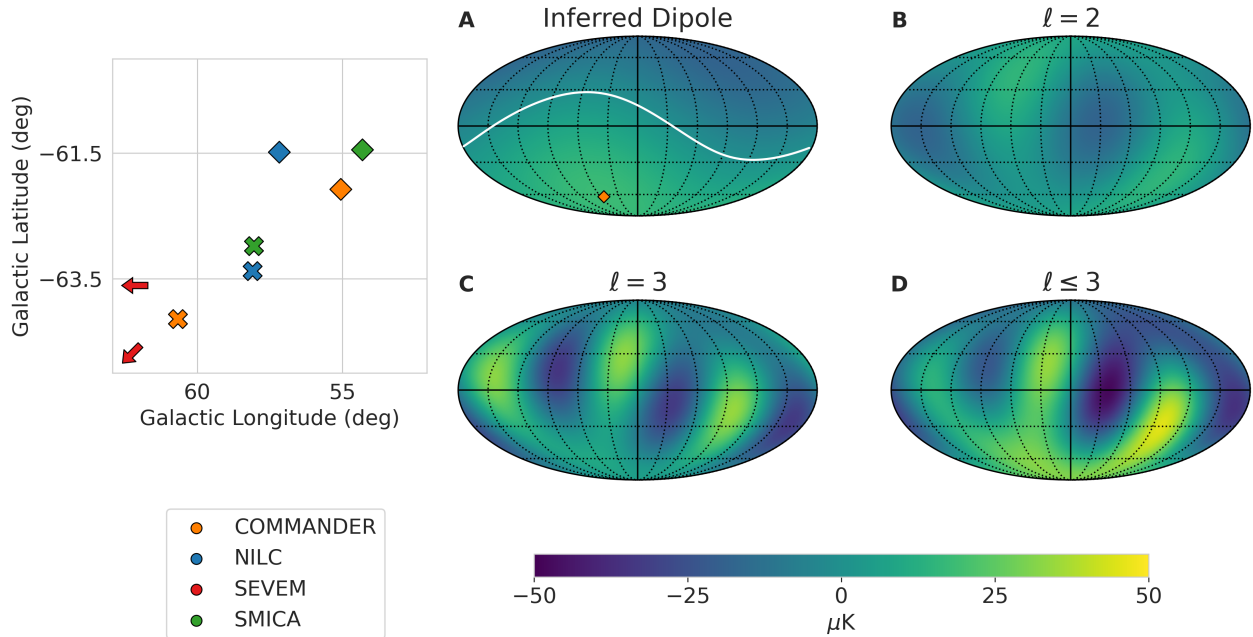 Galactic Latitude (deg)
−61.5
−63.5
60
55
Galactic Longitude (deg)
COMMANDER
NILC
SEVEM
SMICA
A
Inferred Dipole
B
ℓ = 2
C
ℓ = 3
D
ℓ ≤ 3
−50
−25
0
25
50
μK